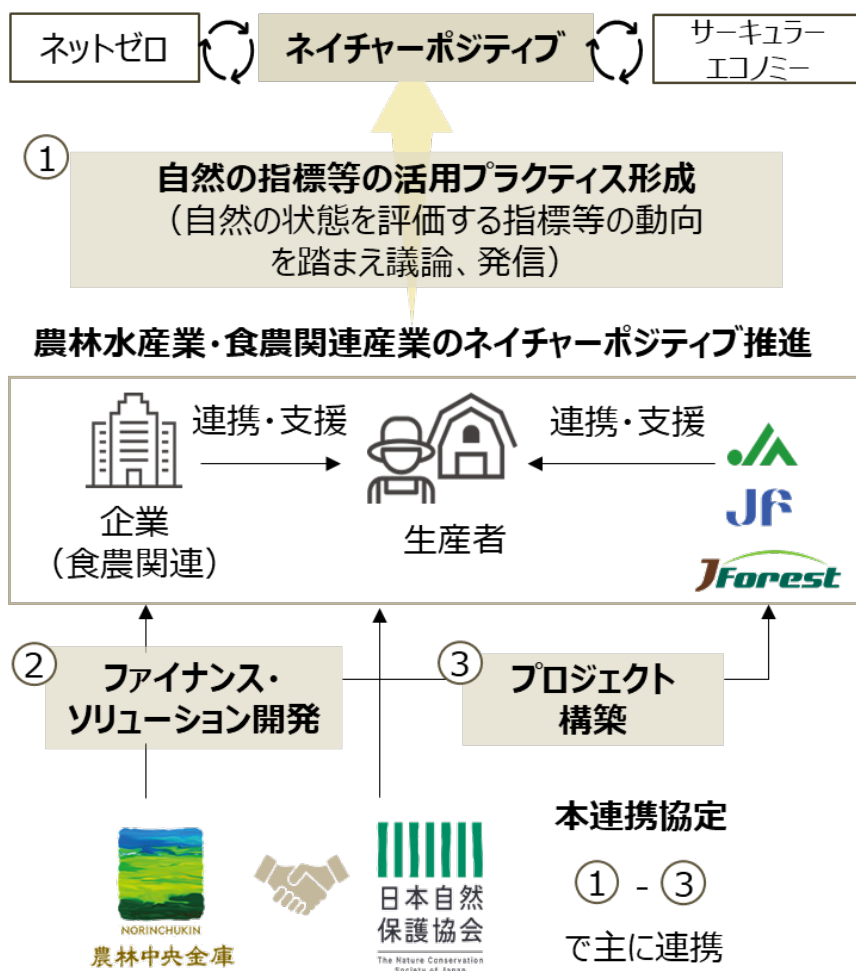 ネットゼロ
ネイチャーポジティブ
サーキュラー
エコノミー
①
自然の指標等の活用プラクティス形成
（自然の状態を評価する指標等の動向
を踏まえ議論、発信）
農林水産業・食農関連産業のネイチャーポジティブ推進
連携・支援
連携・支援
企業
（食農関連）
生産者
JA
JF
JForest
②
ファイナンス・
ソリューション開発
③
プロジェクト
構築
NORINCHUKIN
農林中央金庫
日本自然
保護協会
The Nature Conservation
Society of Japan
本連携協定
① - ③
で主に連携